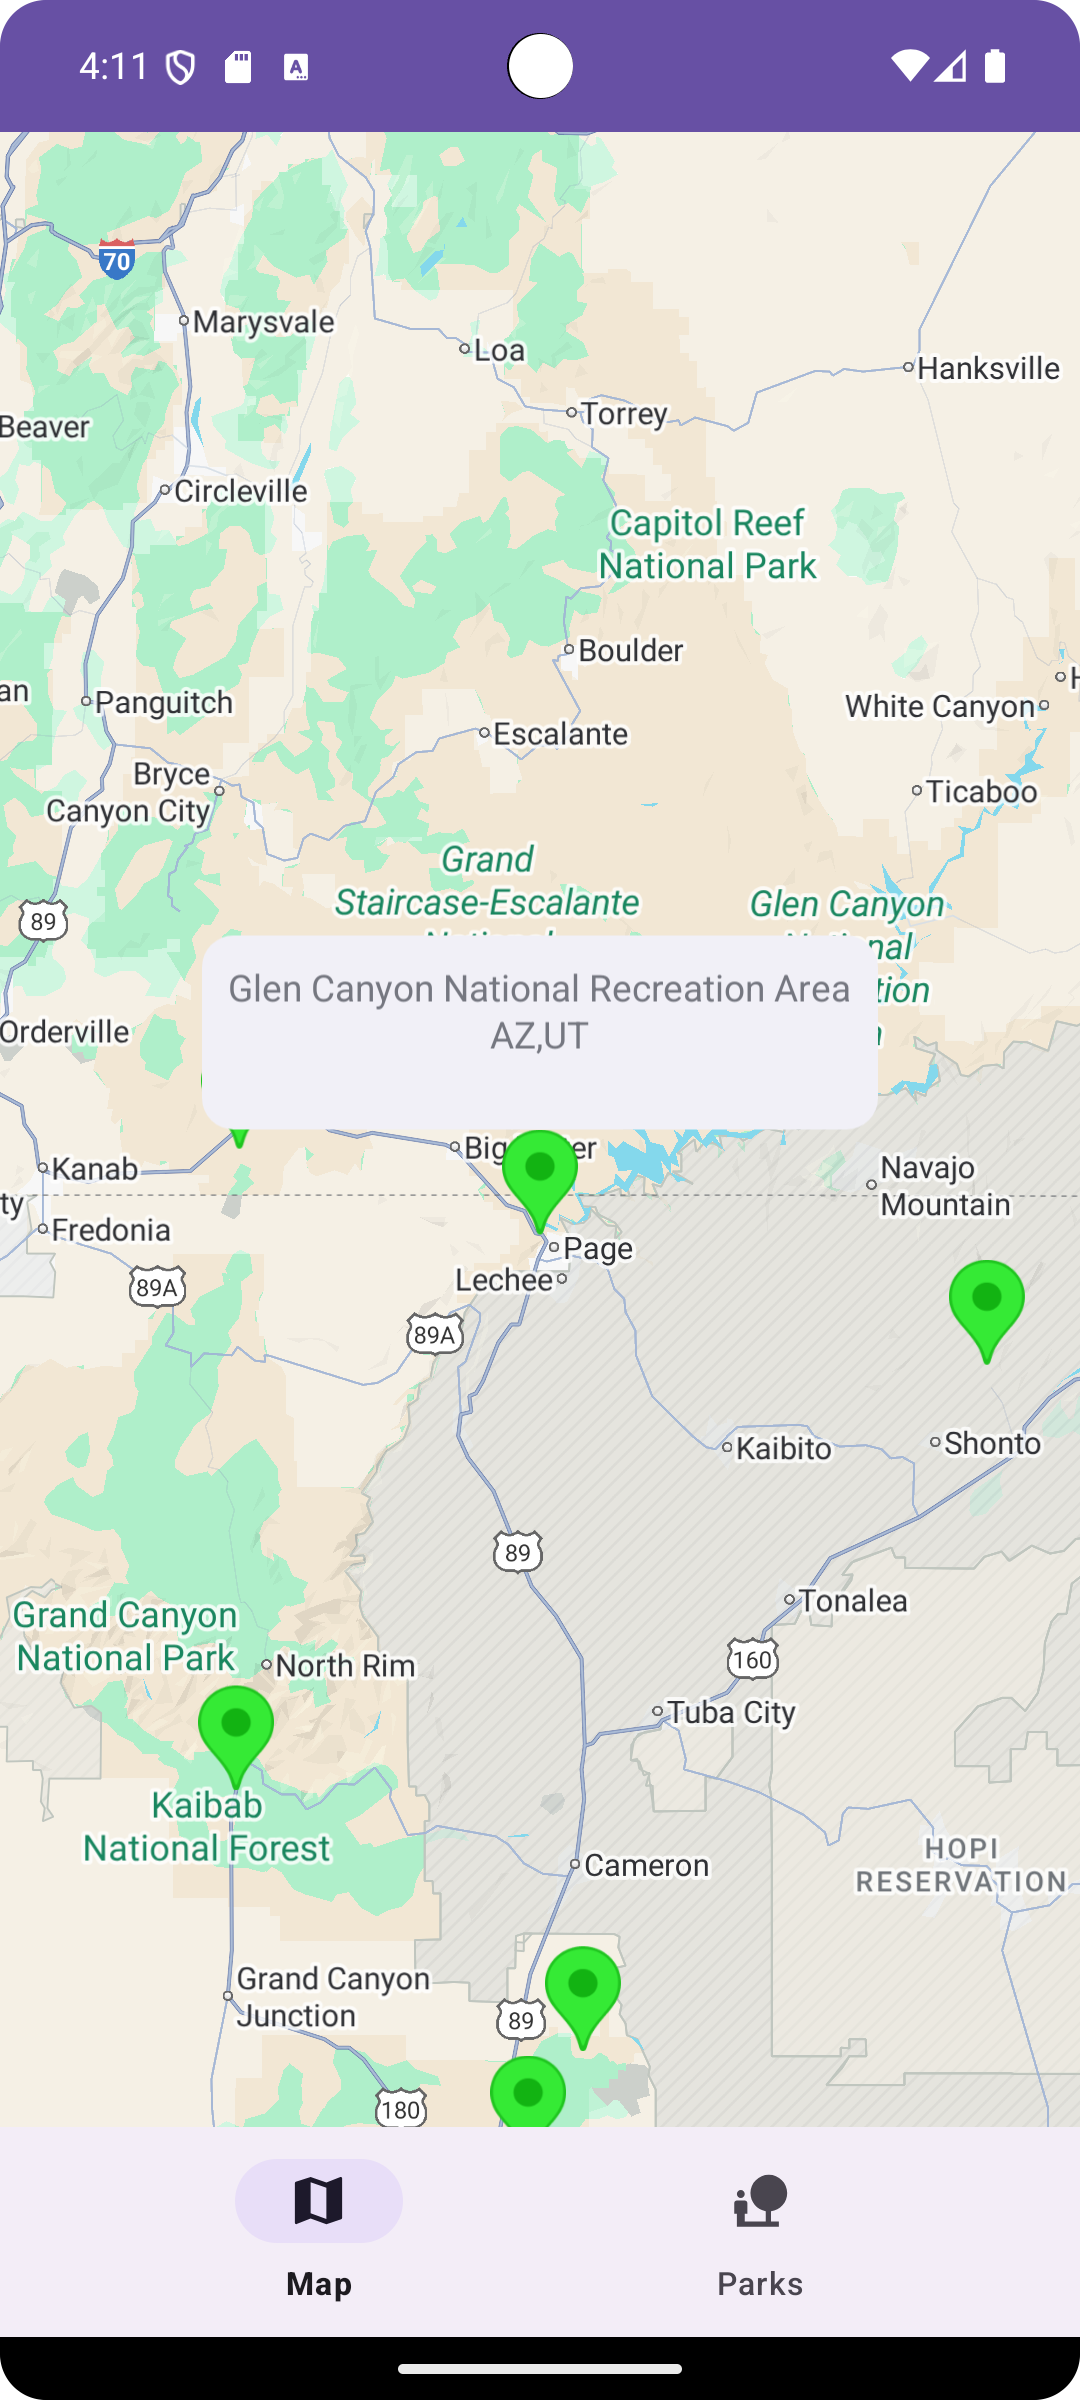 4:11
70
Marysvale
Loa
Hanksville
Torrey
Beaver
Circleville
Capitol Reef
National Park
Boulder
an
Panguitch
White Canyon
H
Escalante
Bryce
Canyon City
Ticaboo
Grand
Staircase-Escalante
Glen Canyon
89
nal
tion
Glen Canyon National Recreation Area
AZ,UT
Orderville
Big
er
Kanab
Navajo
Mountain
ty
Fredonia
Page
Lechee
89A
89A
Kaibito
Shonto
89
Grand Canyon
National Park
Tonalea
North Rim
160
Tuba City
Kaibab
National Forest
Cameron
HOPI
RESERVATION
Grand Canyon
Junction
89
180
Map
Parks